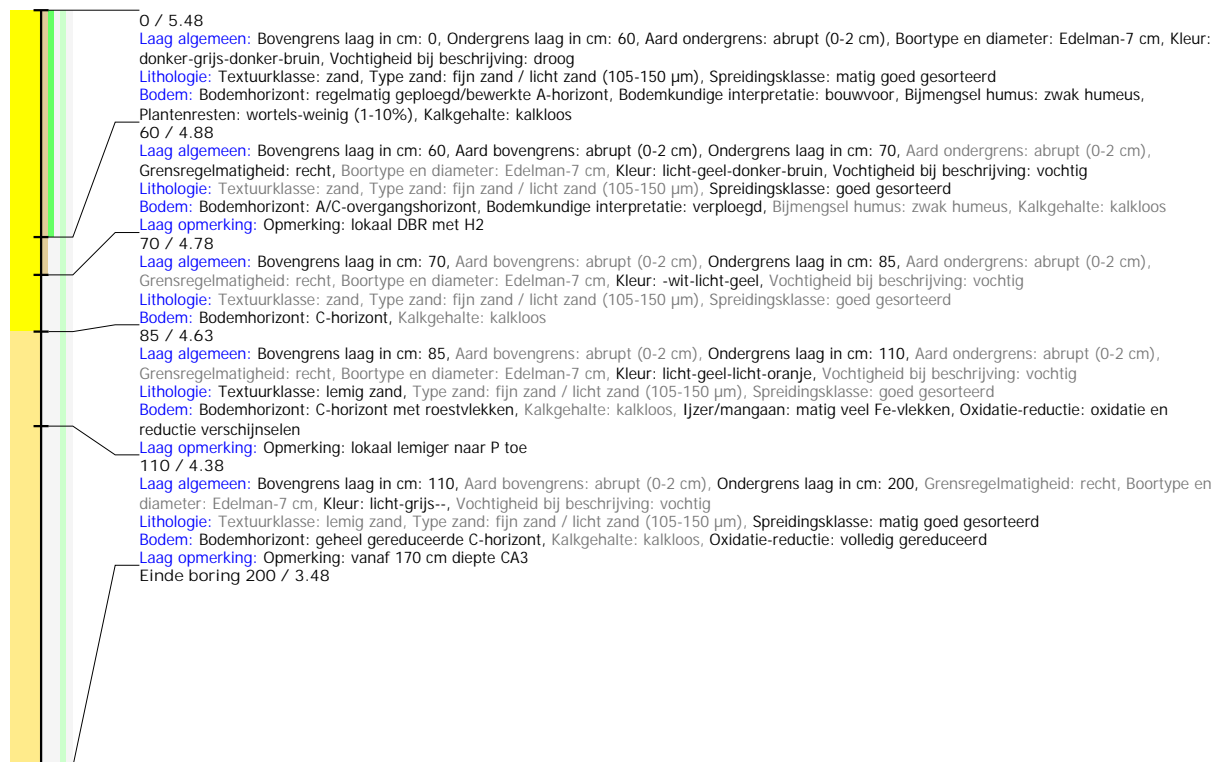 0 / 5.48
Laag algemeen: Bovengrens laag in cm: 0, Ondergrens laag in cm: 60, Aard ondergrens: abrupt (0-2 cm), Boortype en diameter: Edelman-7 cm, Kleur:
donker-grijs-donker-bruin, Vochtigheid bij beschrijving: droog
Lithologie: Textuurklasse: zand, Type zand: fijn zand / licht zand (105-150 µm), Spreidingsklasse: matig goed gesorteerd
Bodem: Bodemhorizont: regelmatig geploegd/bewerkte A-horizont, Bodemkundige interpretatie: bouwvoor, Bijmengsel humus: zwak humeus,
Plantenresten: wortels-weinig (1-10%), Kalkgehalte: kalkloos
60 / 4.88
Laag algemeen: Bovengrens laag in cm: 60, Aard bovengrens: abrupt (0-2 cm), Ondergrens laag in cm: 70, Aard ondergrens: abrupt (0-2 cm),
Grensregelmatigheid: recht, Boortype en diameter: Edelman-7 cm, Kleur: licht-geel-donker-bruin, Vochtigheid bij beschrijving: vochtig
Lithologie: Textuurklasse: zand, Type zand: fijn zand / licht zand (105-150 µm), Spreidingsklasse: goed gesorteerd
Bodem: Bodemhorizont: A/C-overgangshorizont, Bodemkundige interpretatie: verploegd, Bijmengsel humus: zwak humeus, Kalkgehalte: kalkloos
Laag opmerking: Opmerking: lokaal DBR met H2
70 / 4.78
Laag algemeen: Bovengrens laag in cm: 70, Aard bovengrens: abrupt (0-2 cm), Ondergrens laag in cm: 85, Aard ondergrens: abrupt (0-2 cm),
Grensregelmatigheid: recht, Boortype en diameter: Edelman-7 cm, Kleur: -wit-licht-geel, Vochtigheid bij beschrijving: vochtig
Lithologie: Textuurklasse: zand, Type zand: fijn zand / licht zand (105-150 µm), Spreidingsklasse: goed gesorteerd
Bodem: Bodemhorizont: C-horizont, Kalkgehalte: kalkloos
85 / 4.63
Laag algemeen: Bovengrens laag in cm: 85, Aard bovengrens: abrupt (0-2 cm), Ondergrens laag in cm: 110, Aard ondergrens: abrupt (0-2 cm),
Grensregelmatigheid: recht, Boortype en diameter: Edelman-7 cm, Kleur: licht-geel-licht-oranje, Vochtigheid bij beschrijving: vochtig
Lithologie: Textuurklasse: lemig zand, Type zand: fijn zand / licht zand (105-150 µm), Spreidingsklasse: goed gesorteerd
Bodem: Bodemhorizont: C-horizont met roestvlekken, Kalkgehalte: kalkloos, Ijzer/mangaan: matig veel Fe-vlekken, Oxidatie-reductie: oxidatie en
reductie verschijnselen
Laag opmerking: Opmerking: lokaal lemiger naar P toe
110 / 4.38
Laag algemeen: Bovengrens laag in cm: 110, Aard bovengrens: abrupt (0-2 cm), Ondergrens laag in cm: 200, Grensregelmatigheid: recht, Boortype en
diameter: Edelman-7 cm, Kleur: licht-grijs--, Vochtigheid bij beschrijving: vochtig
Lithologie: Textuurklasse: lemig zand, Type zand: fijn zand / licht zand (105-150 µm), Spreidingsklasse: matig goed gesorteerd
Bodem: Bodemhorizont: geheel gereduceerde C-horizont, Kalkgehalte: kalkloos, Oxidatie-reductie: volledig gereduceerd
Laag opmerking: Opmerking: vanaf 170 cm diepte CA3
Einde boring 200 / 3.48